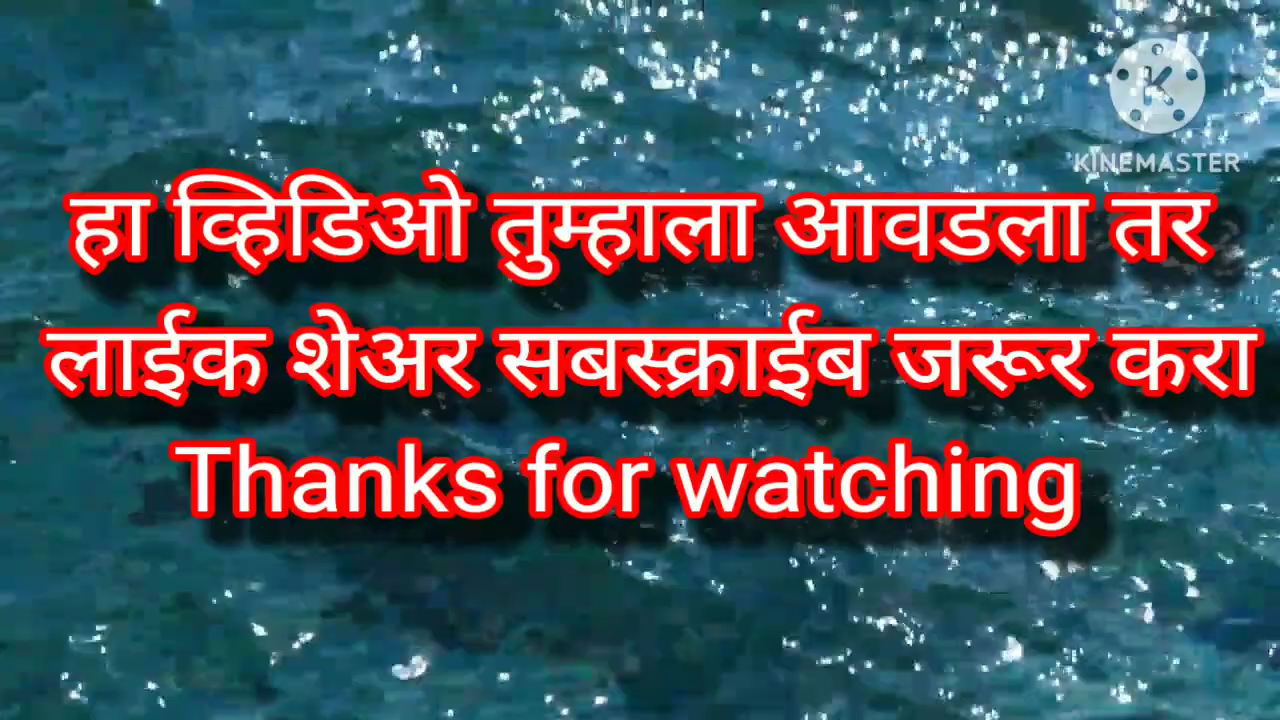 KINEMASTER
हा व्हिडिओ तुम्हाला आवडला तर
लाईक शेअर सबस्क्राईब जरूर करा
Thanks for watching